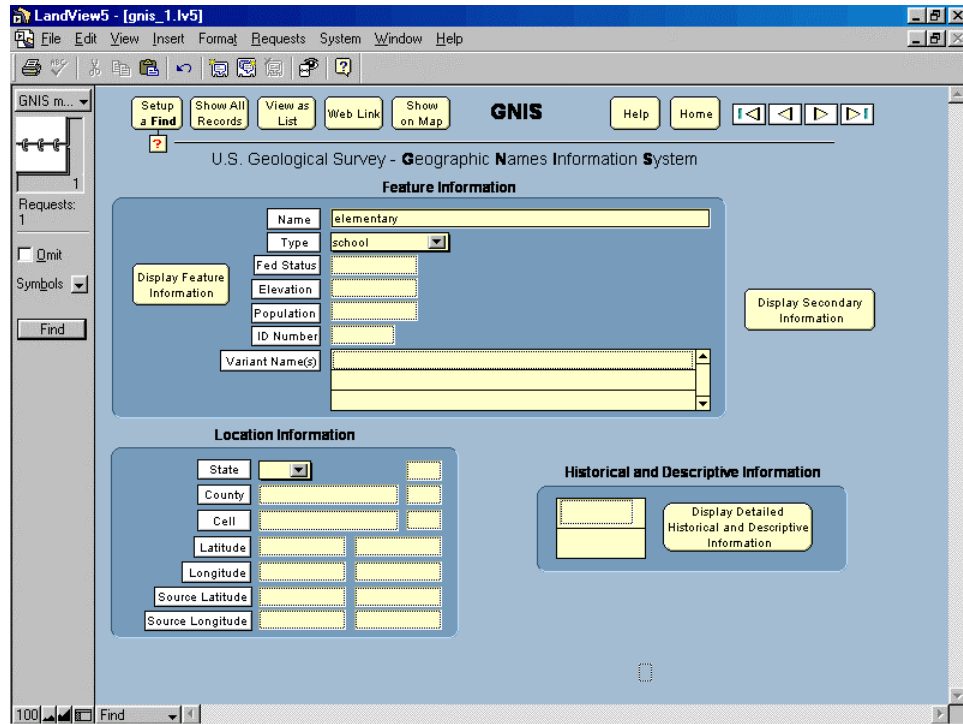 LandView5 - [gnis_1.lv5]
File Edit View Insert Format Requests System Window Help
ABC
GNIS m...
1
Requests:
1
Omit
Symbols
Find
Setup a Find
Show All Records
View as List
Web Link
Show on Map
GNIS
Help
Home
?
U.S. Geological Survey - Geographic Names Information System
Feature Information
Name elementary
Type school
Fed Status
Display Feature Information
Elevation
Population
ID Number
Variant Name(s)
Display Secondary Information
Location Information
State
County
Cell
Latitude
Longitude
Source Latitude
Source Longitude
Historical and Descriptive Information
Display Detailed
Historical and Descriptive
Information
100 Find